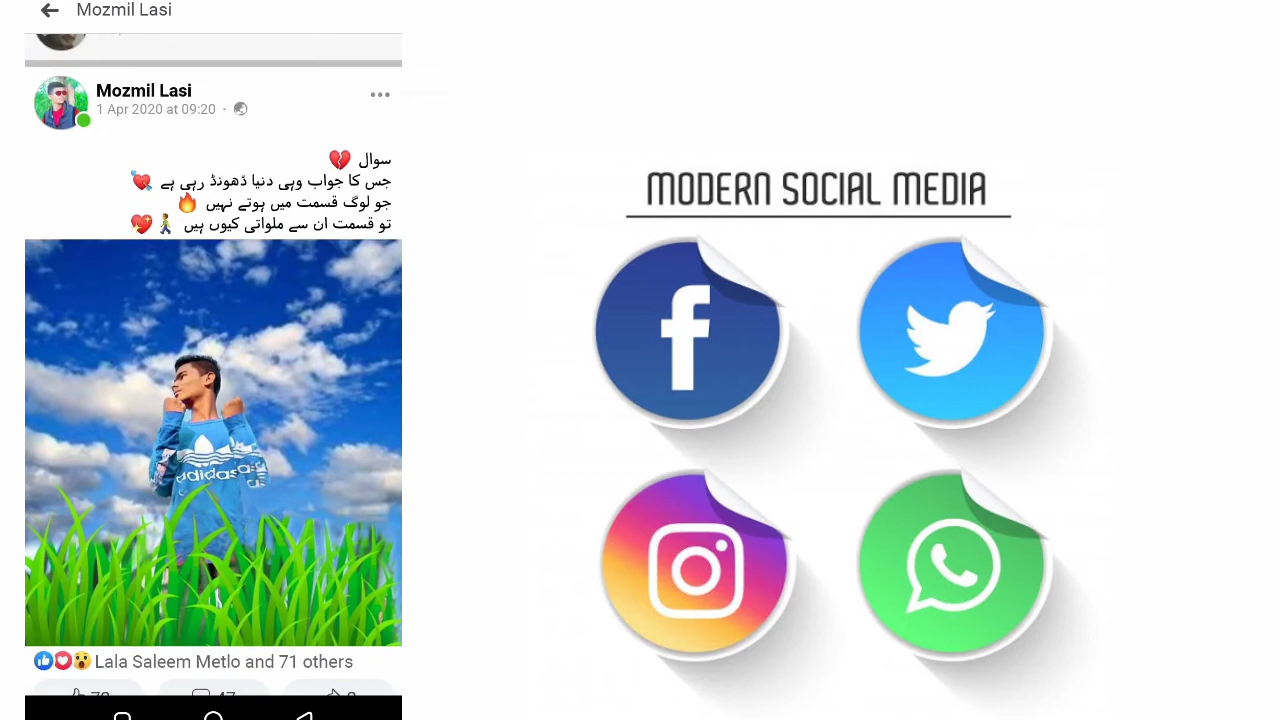 Mozmil Lasi
Mozmil Lasi
1 Apr 2020 at 09:20
سوال 💔
جس کا جواب وہی دنیا ڈھونڈ رہی ہے 💘
جو لوگ قسمت میں ہوتے نہیں 🔥
تو قسمت ان سے ملواتی کیوں ہیں 🚶‍♂️ 💖
adidas
Lala Saleem Metlo and 71 others
MODERN SOCIAL MEDIA